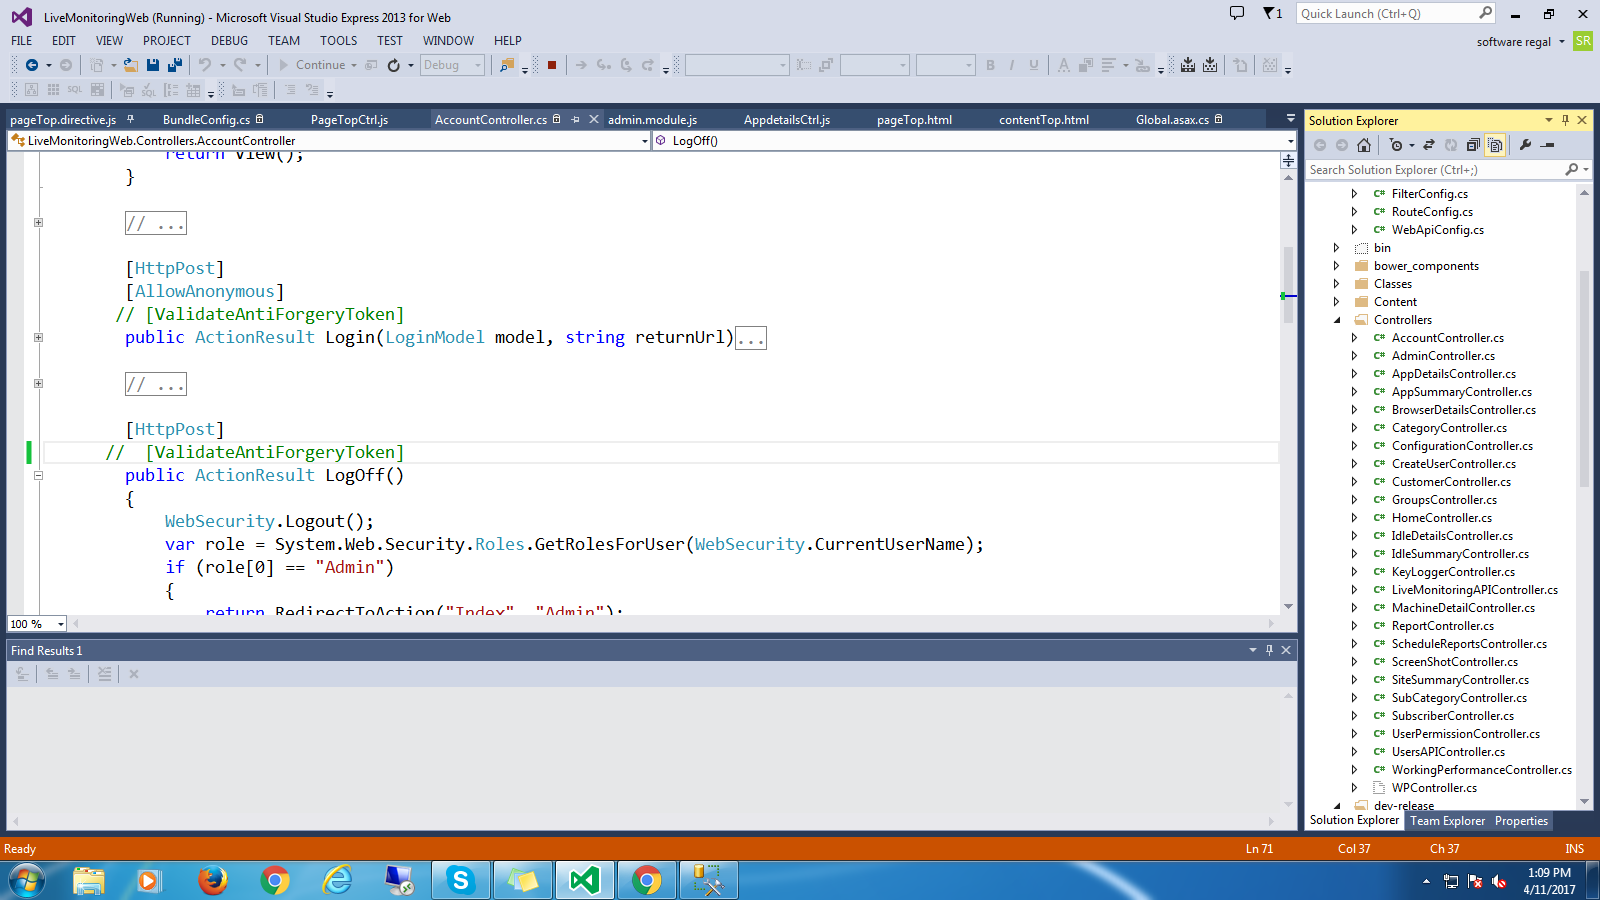 LiveMonitoringWeb (Running) - Microsoft Visual Studio Express 2013 for Web
1
Quick Launch (Ctrl+Q)
FILE EDIT VIEW PROJECT DEBUG TEAM TOOLS TEST WINDOW HELP
software regal SR
Continue Debug
SQL SQL
pageTop.directive.js BundleConfig.cs PageTopCtrl.js AccountController.cs admin.module.js AppdetailsCtrl.js pageTop.html contentTop.html Global.asax.cs
LiveMonitoringWeb.Controllers.AccountController LogOff()
return View();
}
// ...
[HttpPost]
[AllowAnonymous]
// [ValidateAntiForgeryToken]
public ActionResult Login(LoginModel model, string returnUrl)...
// ...
[HttpPost]
//  [ValidateAntiForgeryToken]
public ActionResult LogOff()
{
WebSecurity.Logout();
var role = System.Web.Security.Roles.GetRolesForUser(WebSecurity.CurrentUserName);
if (role[0] == "Admin")
{
return RedirectToAction("Index", "Admin");
100 %
Find Results 1
Solution Explorer
Search Solution Explorer (Ctrl+;)
C# FilterConfig.cs
C# RouteConfig.cs
C# WebApiConfig.cs
bin
bower_components
Classes
Content
Controllers
C# AccountController.cs
C# AdminController.cs
C# AppDetailsController.cs
C# AppSummaryController.cs
C# BrowserDetailsController.cs
C# CategoryController.cs
C# ConfigurationController.cs
C# CreateUserController.cs
C# CustomerController.cs
C# GroupsController.cs
C# HomeController.cs
C# IdleDetailsController.cs
C# IdleSummaryController.cs
C# KeyLoggerController.cs
C# LiveMonitoringAPIController.cs
C# MachineDetailController.cs
C# ReportController.cs
C# ScheduleReportsController.cs
C# ScreenShotController.cs
C# SiteSummaryController.cs
C# SubCategoryController.cs
C# SubscriberController.cs
C# UserPermissionController.cs
C# UsersAPIController.cs
C# WorkingPerformanceController.cs
WPController.cs
dev-release
Solution Explorer Team Explorer Properties
Ready Ln 71 Col 37 Ch 37 INS
1:09 PM
4/11/2017